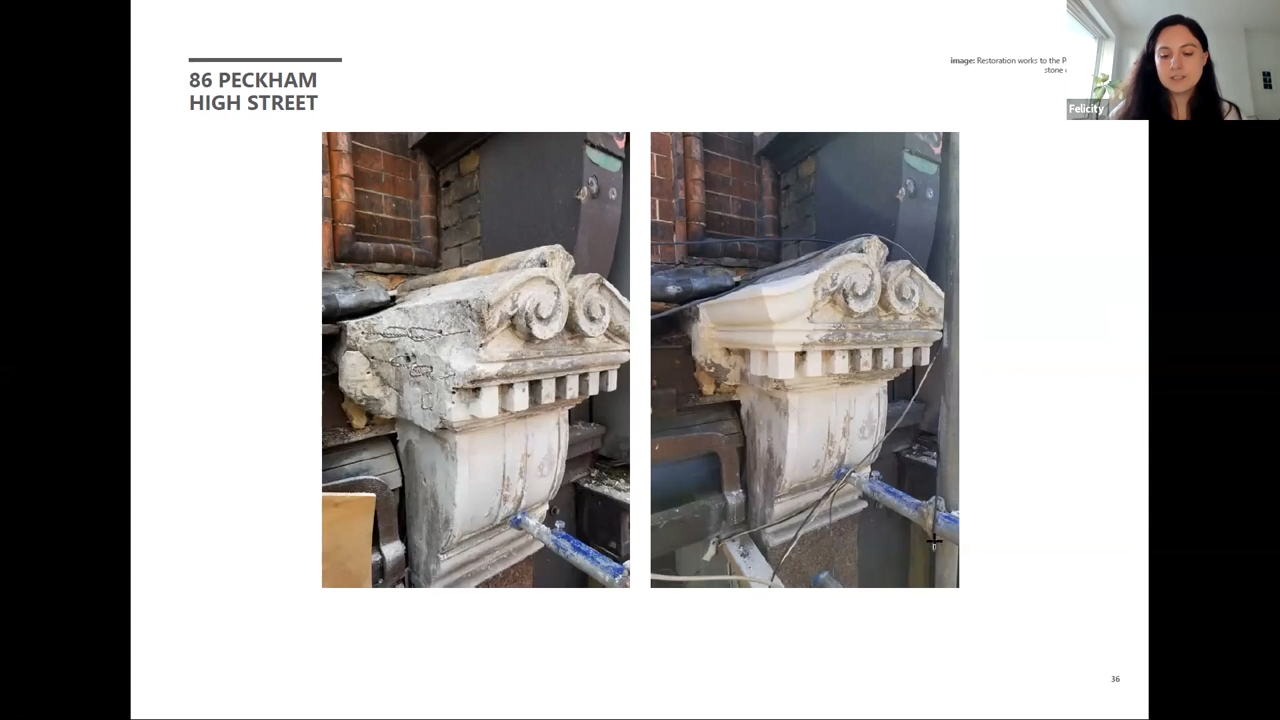 86 PECKHAM
HIGH STREET
image: Restoration works to the
stone
Felicity
36